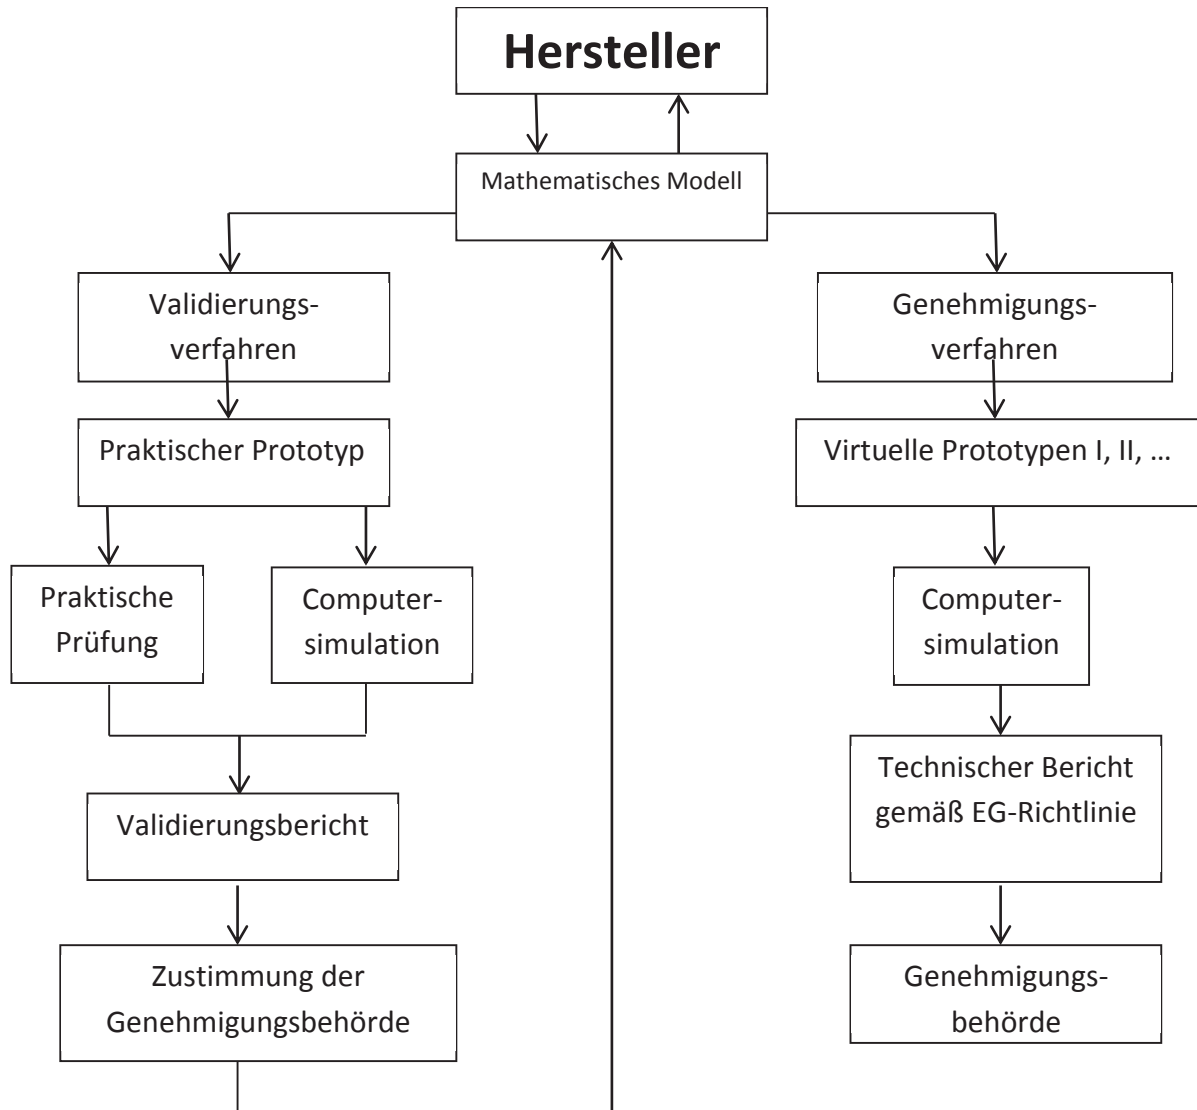 Hersteller
Mathematisches Modell
Validierungs-
verfahren
Genehmigungs-
verfahren
Praktischer Prototyp
Virtuelle Prototypen I, II, ...
Praktische
Prüfung
Computer-
simulation
Computer-
simulation
Technischer Bericht
gemäß EG-Richtlinie
Validierungsbericht
Zustimmung der
Genehmigungsbehörde
Genehmigungs-
behörde